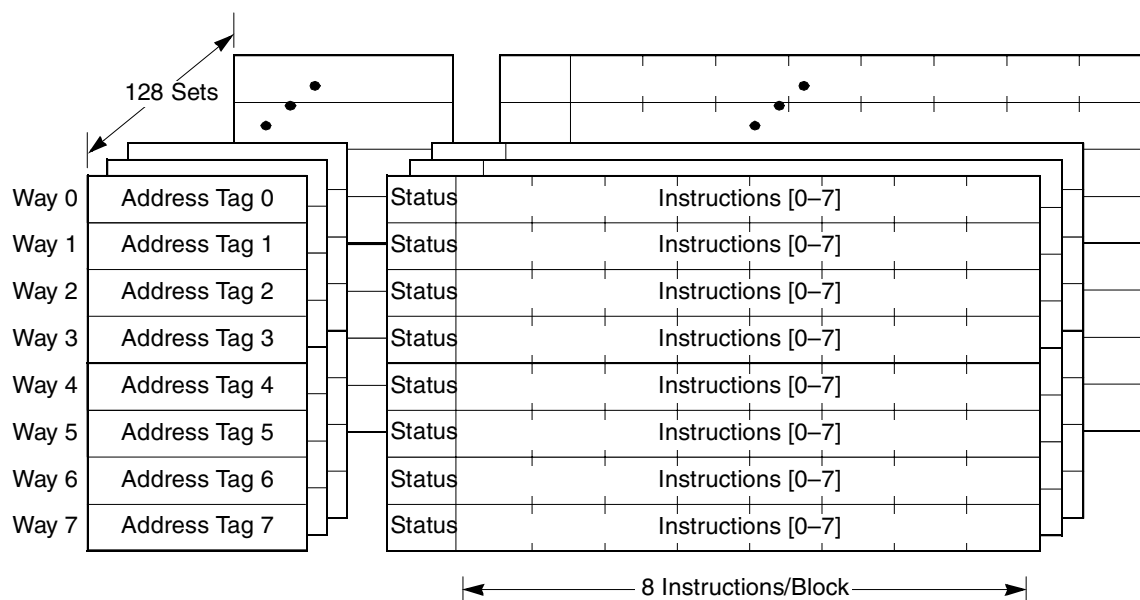 128 Sets
Way 0 Address Tag 0 Status Instructions [0–7]
Way 1 Address Tag 1 Status Instructions [0–7]
Way 2 Address Tag 2 Status Instructions [0–7]
Way 3 Address Tag 3 Status Instructions [0–7]
Way 4 Address Tag 4 Status Instructions [0–7]
Way 5 Address Tag 5 Status Instructions [0–7]
Way 6 Address Tag 6 Status Instructions [0–7]
Way 7 Address Tag 7 Status Instructions [0–7]
8 Instructions/Block